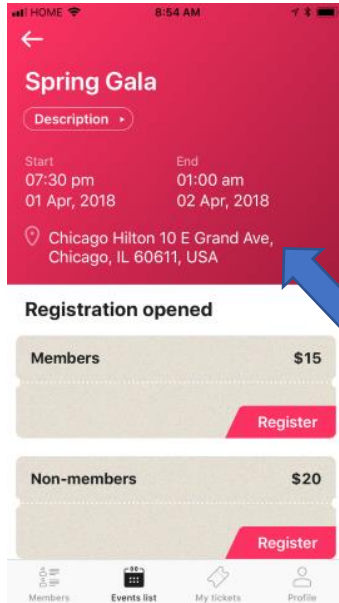 HOME 8:54 AM
Spring Gala
Description
Start End
07:30 pm 01:00 am
01 Apr, 2018 02 Apr, 2018
Chicago Hilton 10 E Grand Ave,
Chicago, IL 60611, USA
Registration opened
Members $15
Register
Non-members $20
Register
Members Events list My tickets Profile